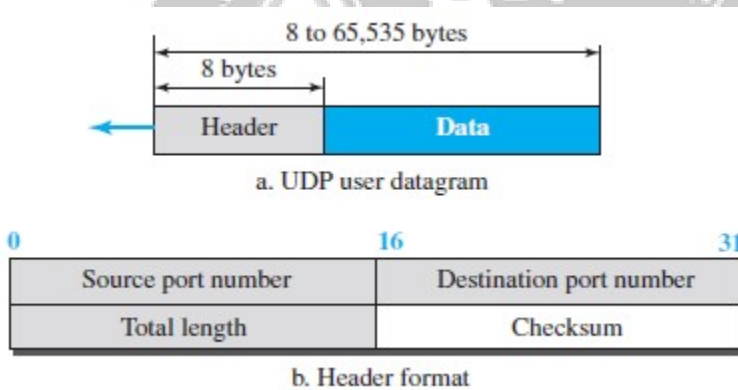 8 to 65,535 bytes
8 bytes
Header Data
a. UDP user datagram
0 16 31
Source port number Destination port number
Total length Checksum
b. Header format